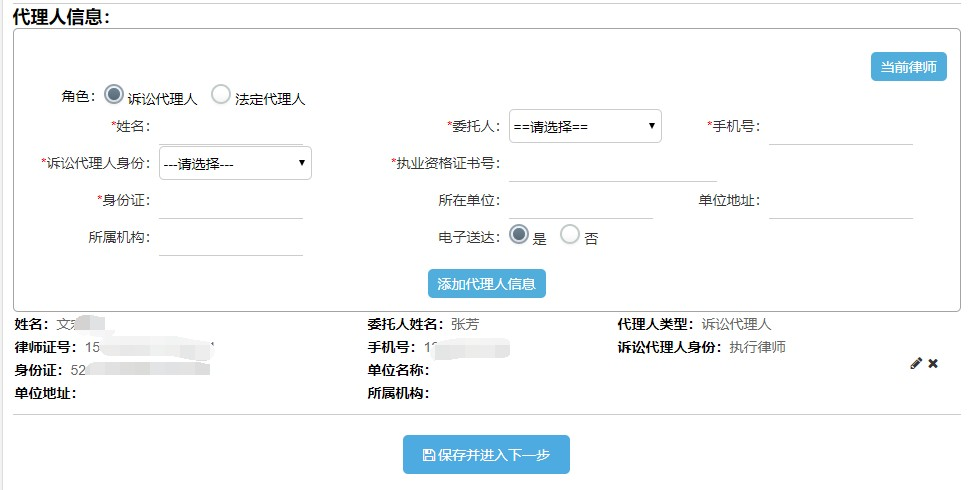 代理人信息：
当前律师
角色： 诉讼代理人 法定代理人
*姓名： *委托人： ==请选择== *手机号：
*诉讼代理人身份： ---请选择--- *执业资格证书号：
*身份证： 所在单位： 单位地址：
所属机构： 电子送达： 是 否
添加代理人信息
姓名： 文 委托人姓名： 张芳 代理人类型： 诉讼代理人
律师证号： 15 手机号： 1 诉讼代理人身份： 执行律师
身份证： 52 单位名称：
单位地址： 所属机构：
保存并进入下一步